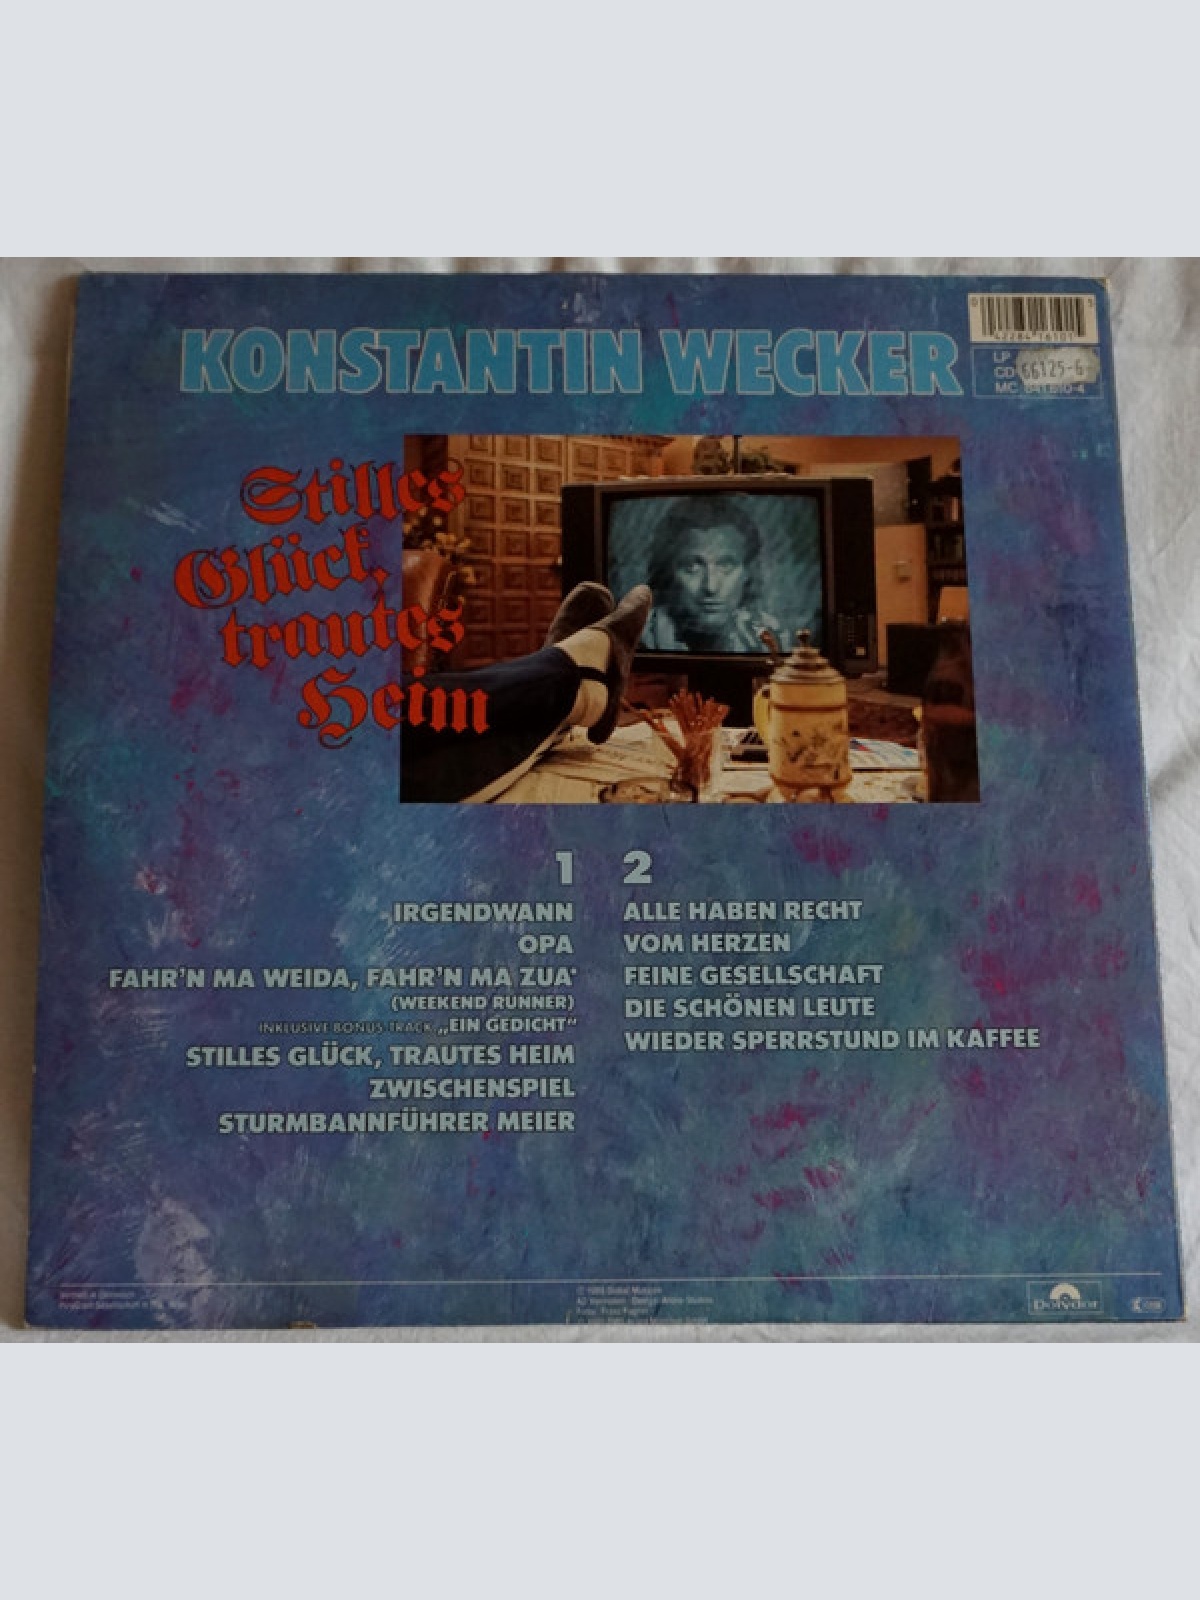 KONSTANTIN WECKER
LP
CD 66125-6
MC
Stilles
Glück,
trautes
Heim
1
IRGENDWANN
OPA
FAHR'N MA WEIDA, FAHR'N MA ZUA'
(WEEKEND RUNNER)
INKLUSIVE BONUS-TRACK „EIN GEDICHT“
STILLES GLÜCK, TRAUTES HEIM
ZWISCHENSPIEL
STURMBANNFÜHRER MEIER
2
ALLE HABEN RECHT
VOM HERZEN
FEINE GESELLSCHAFT
DIE SCHÖNEN LEUTE
WIEDER SPERRSTUND IM KAFFEE
Polydor